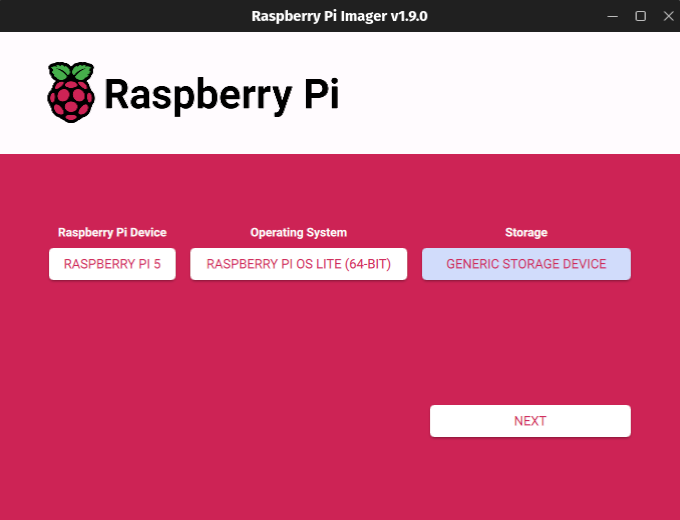 Raspberry Pi Imager v1.9.0
Raspberry Pi
Raspberry Pi Device
Operating System
Storage
RASPBERRY PI 5
RASPBERRY PI OS LITE (64-BIT)
GENERIC STORAGE DEVICE
NEXT